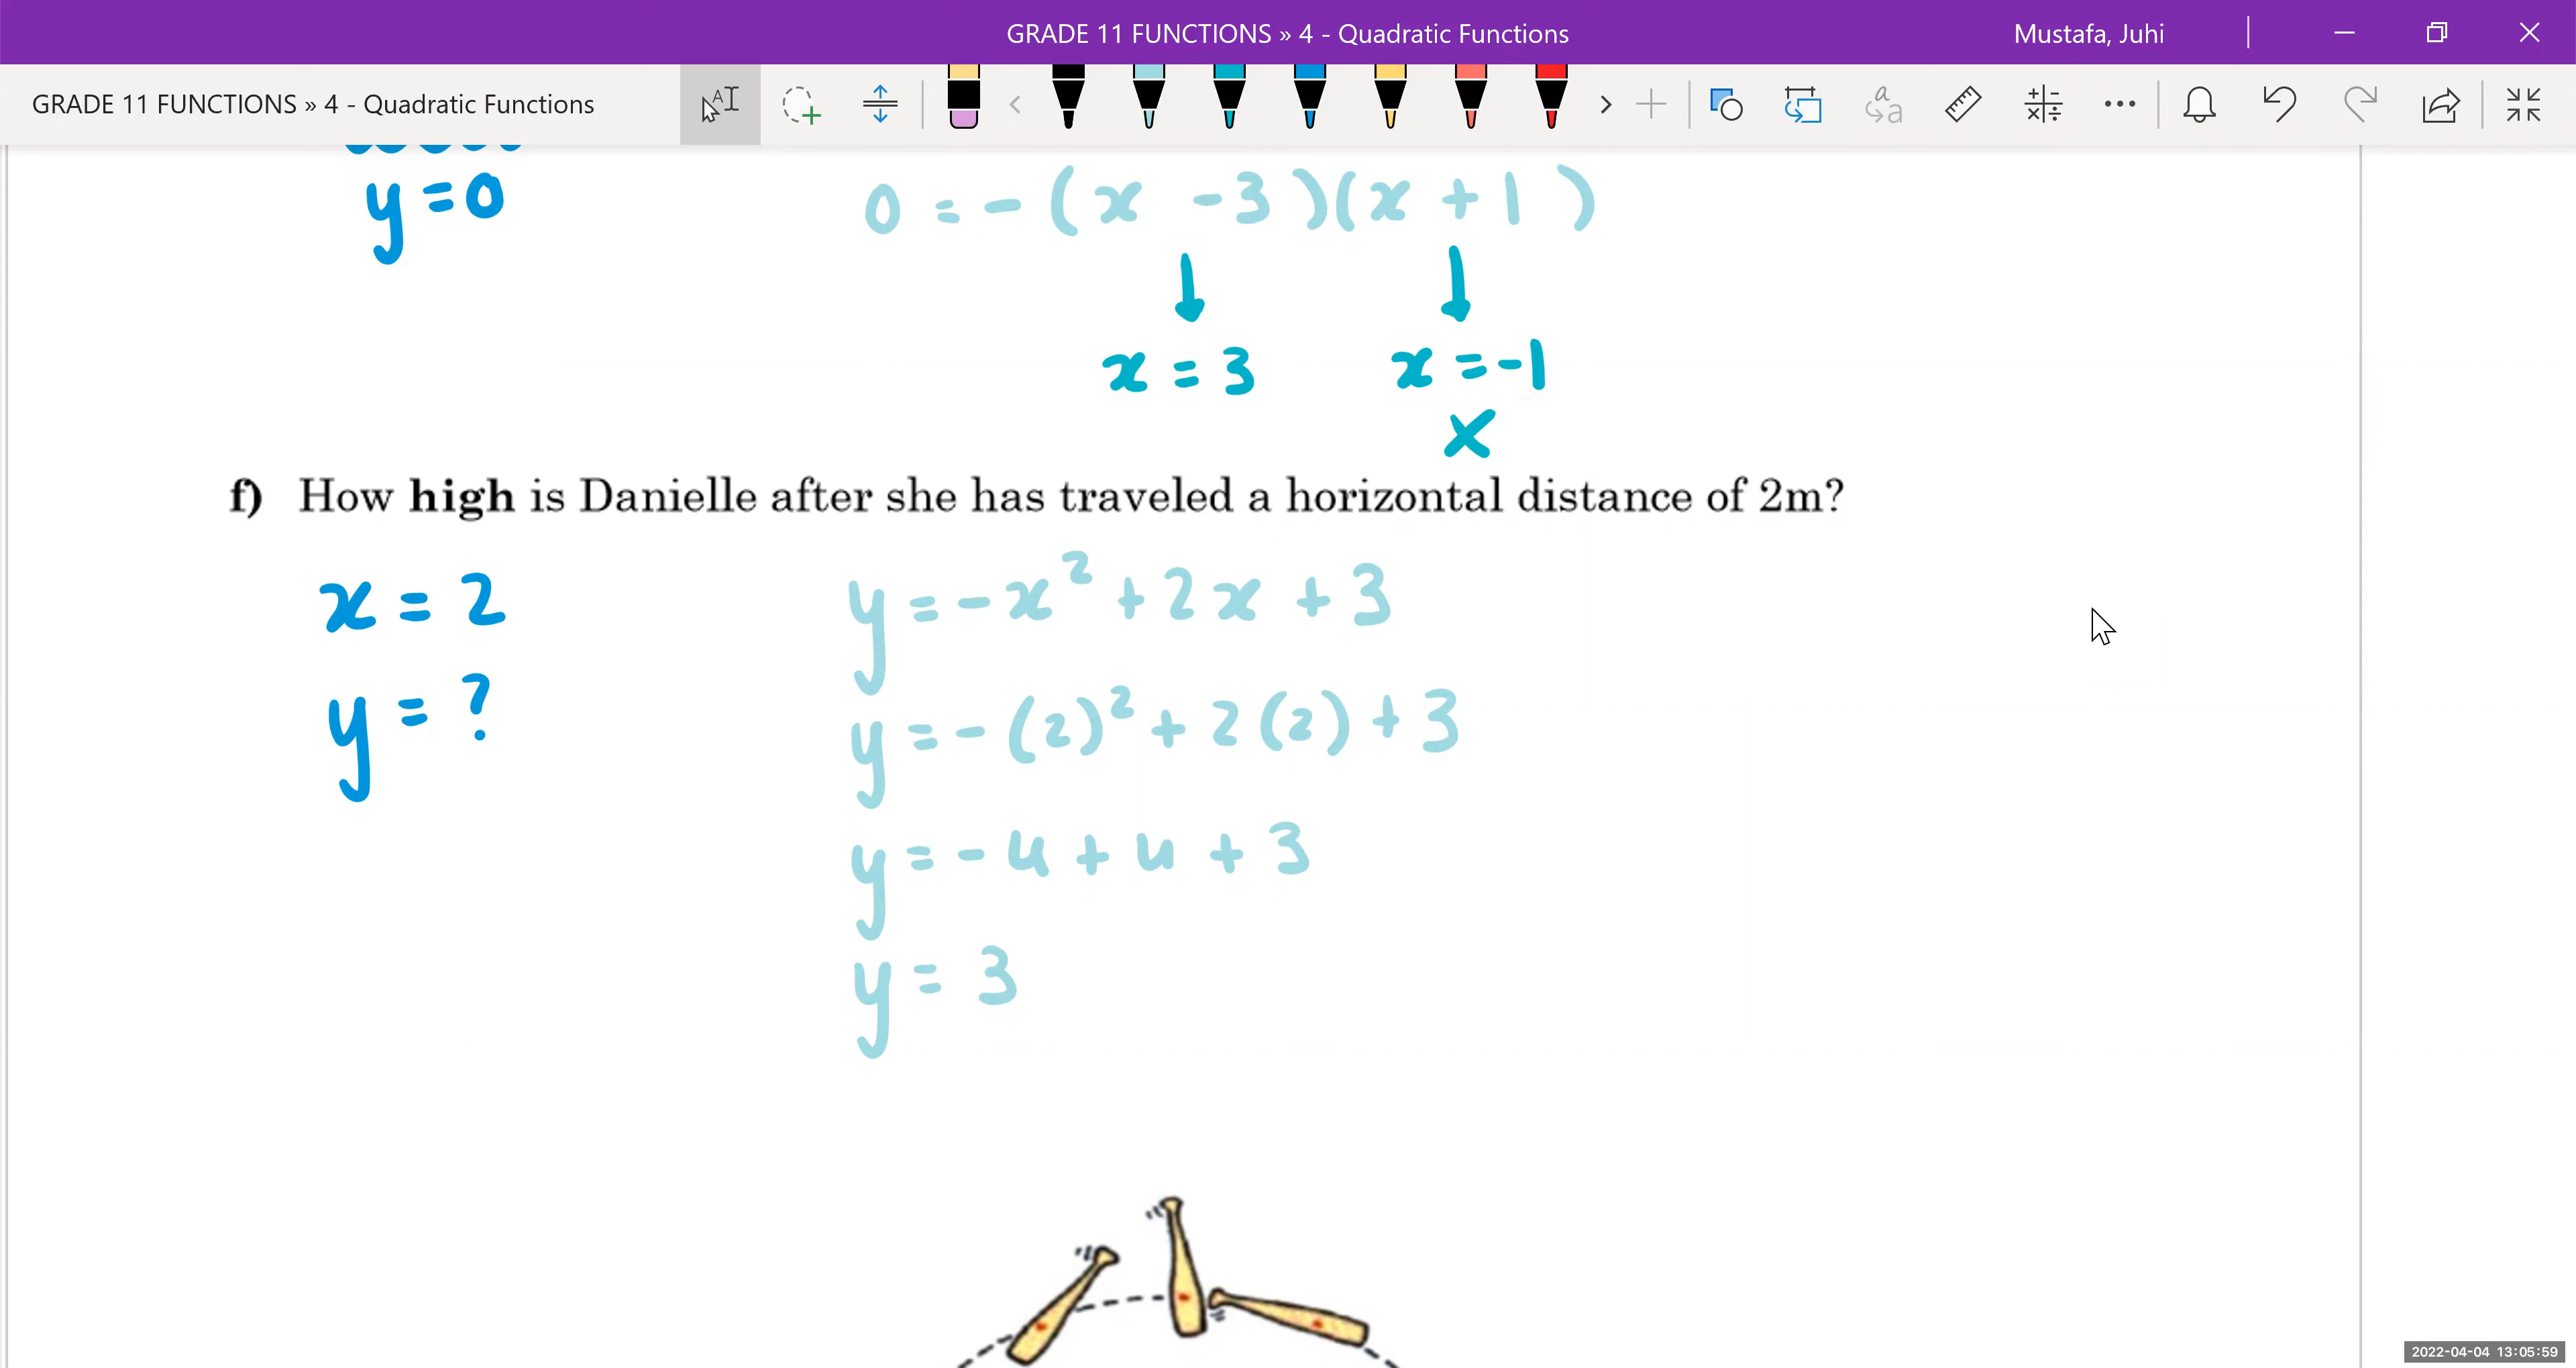 GRADE 11 FUNCTIONS » 4 - Quadratic Functions
Mustafa, Juhi
GRADE 11 FUNCTIONS » 4 - Quadratic Functions
y = 0
0 = - (x - 3)(x + 1)
x = 3 x = -1
x
f) How high is Danielle after she has traveled a horizontal distance of 2m?
x = 2
y = ?
y = -x² + 2x + 3
y = -(2)² + 2(2) + 3
y = -4 + 4 + 3
y = 3
2022-04-04 13:05:59